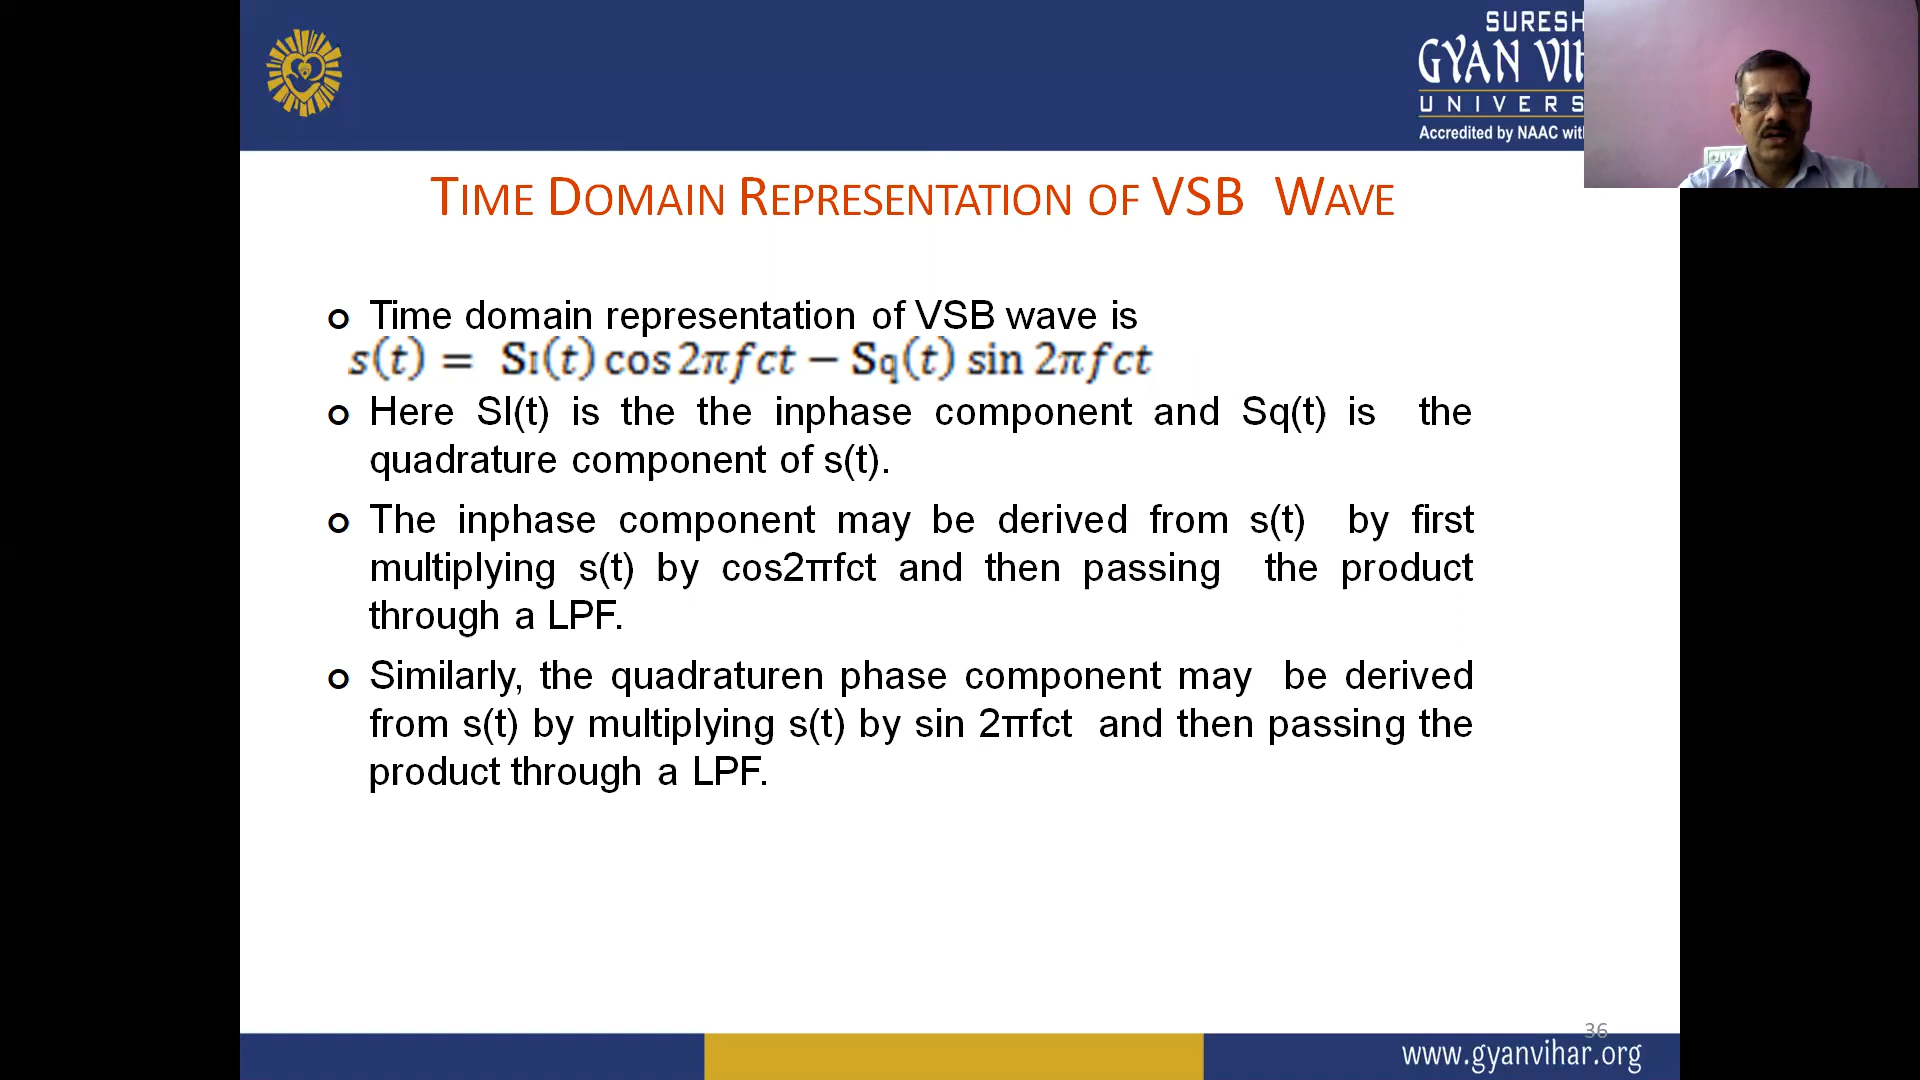 SURESH
GYAN VIH
UNIVERS
Accredited by NAAC wit
TIME DOMAIN REPRESENTATION OF VSB WAVE
Time domain representation of VSB wave is
s(t) = SI(t) cos 2πfct − Sq(t) sin 2πfct
Here SI(t) is the the inphase component and Sq(t) is the
quadrature component of s(t).
The inphase component may be derived from s(t) by first
multiplying s(t) by cos2πfct and then passing the product
through a LPF.
Similarly, the quadraturen phase component may be derived
from s(t) by multiplying s(t) by sin 2πfct and then passing the
product through a LPF.
36
www.gyanvihar.org